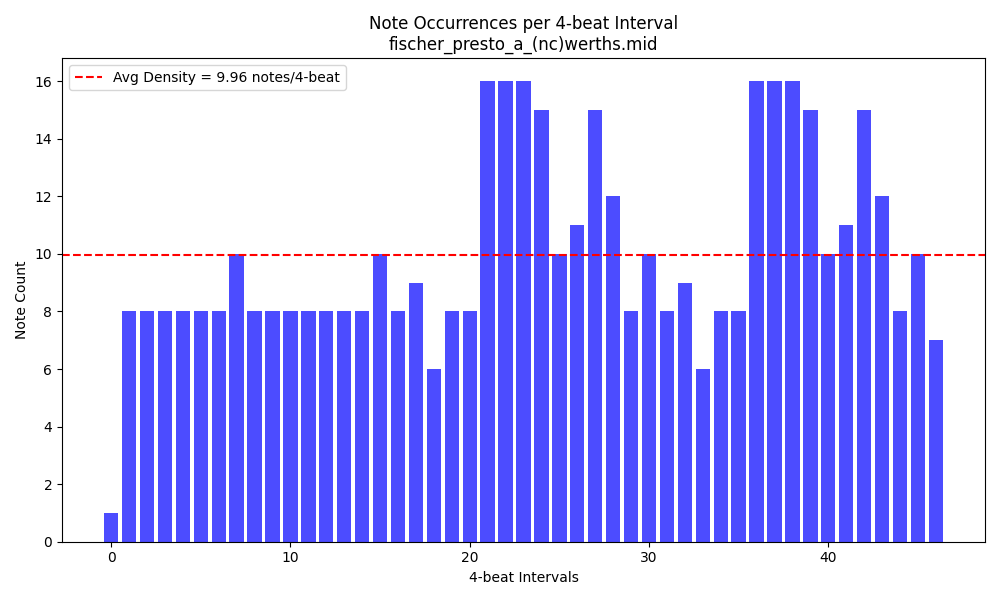 Note Occurrences per 4-beat Interval
fischer_presto_a_(nc)werths.mid
Avg Density = 9.96 notes/4-beat
Note Count
16
14
12
10
8
6
4
2
0
0 10 20 30 40
4-beat Intervals